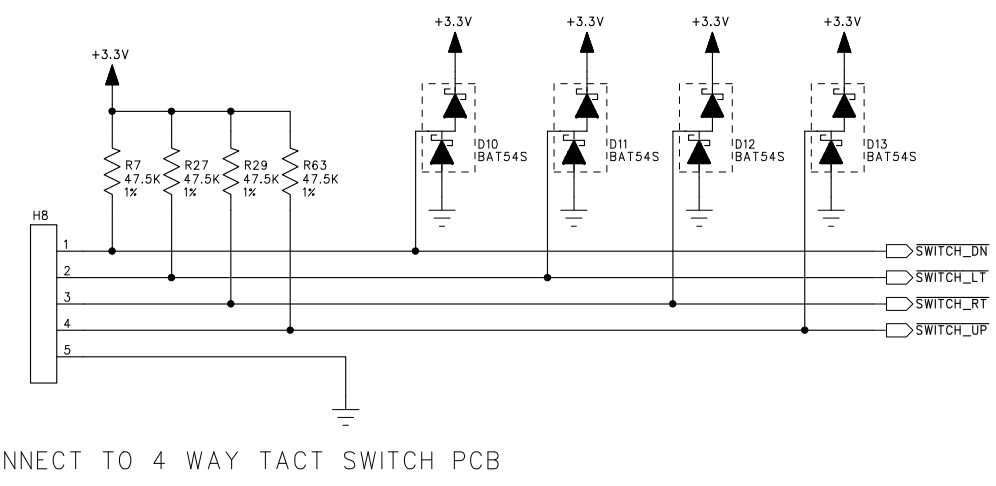 +3.3V +3.3V +3.3V +3.3V
+3.3V
D10 D11 D12 D13
BAT54S BAT54S BAT54S BAT54S
R7 R27 R29 R63
47.5K 47.5K 47.5K 47.5K
1% 1% 1% 1%
H8
1 SWITCH_DN
2 SWITCH_LT
3 SWITCH_RT
4 SWITCH_UP
5
NNECT TO 4 WAY TACT SWITCH PCB